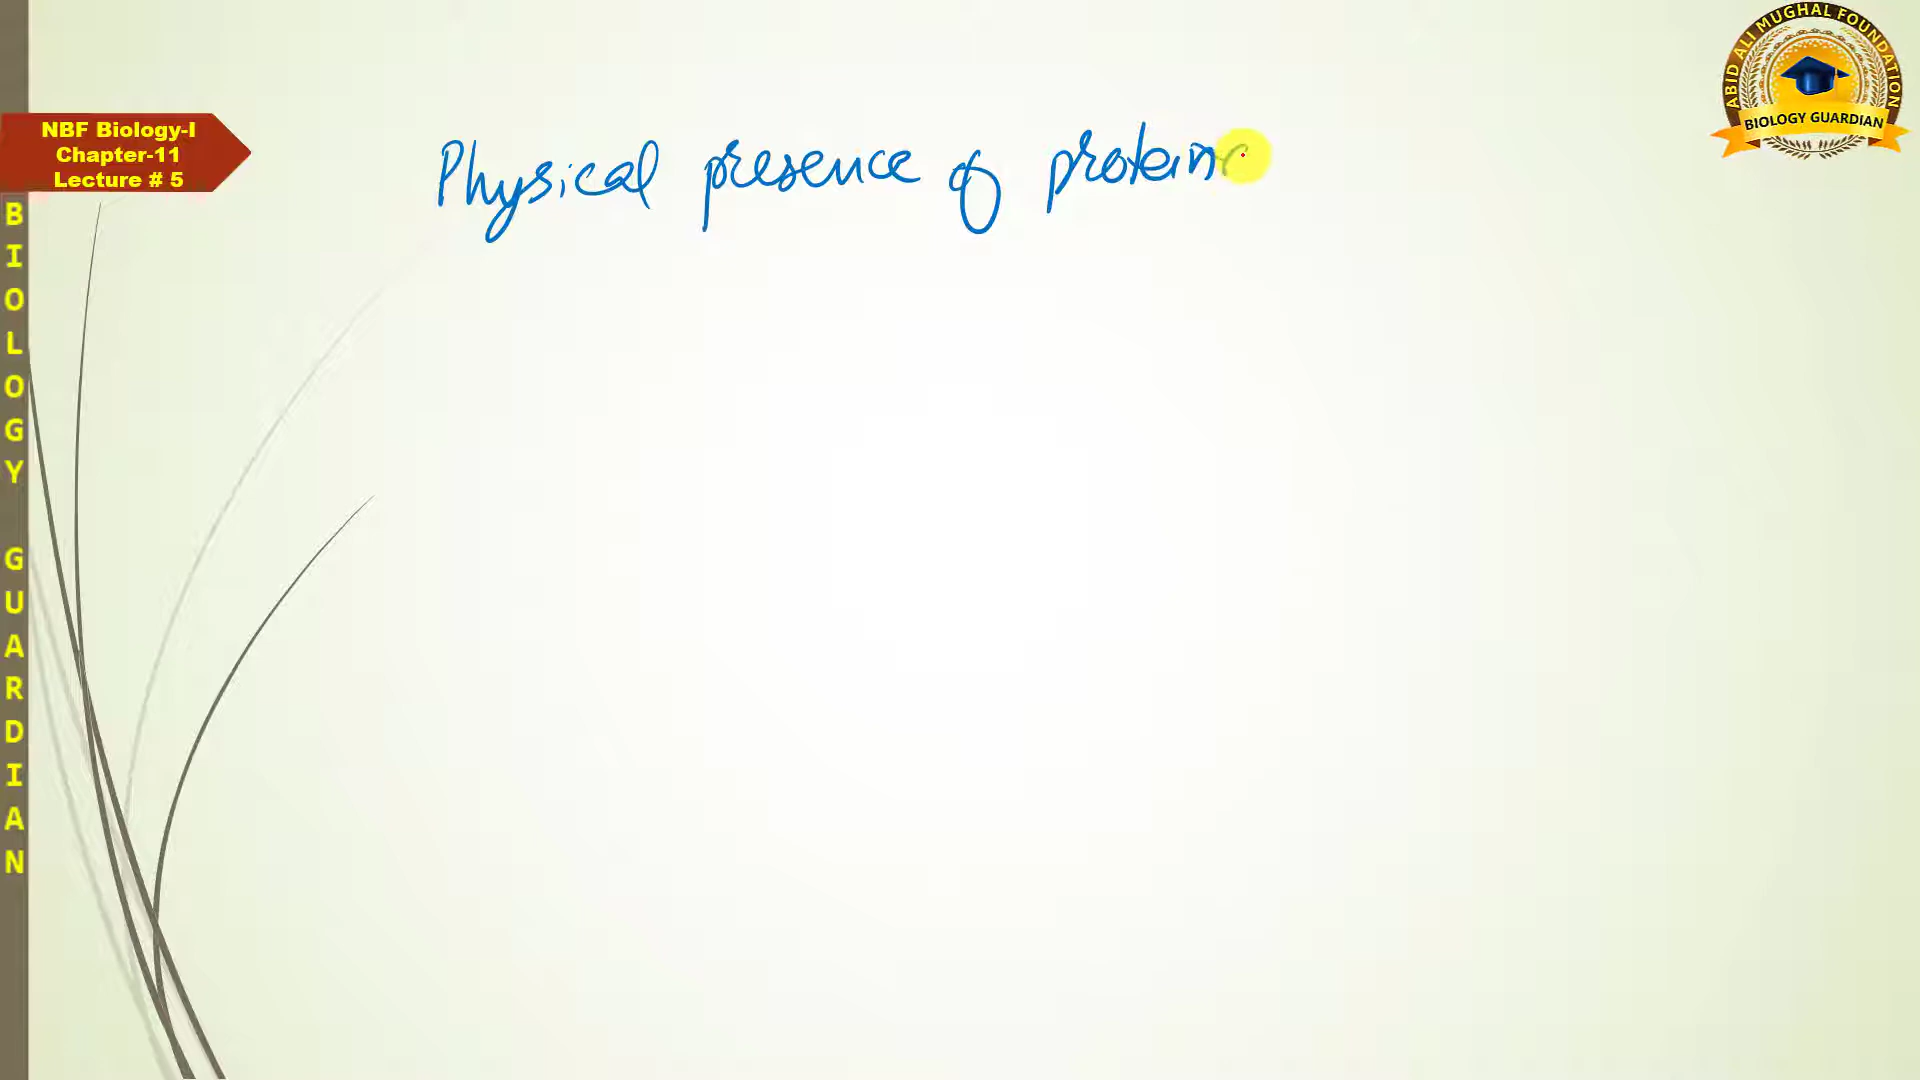 ABID ALI MUGHAL FOUNDATION
BIOLOGY GUARDIAN
NBF Biology-I
Chapter-11
Lecture # 5
Physical presence of protein
BIOLOGY GUARDIAN